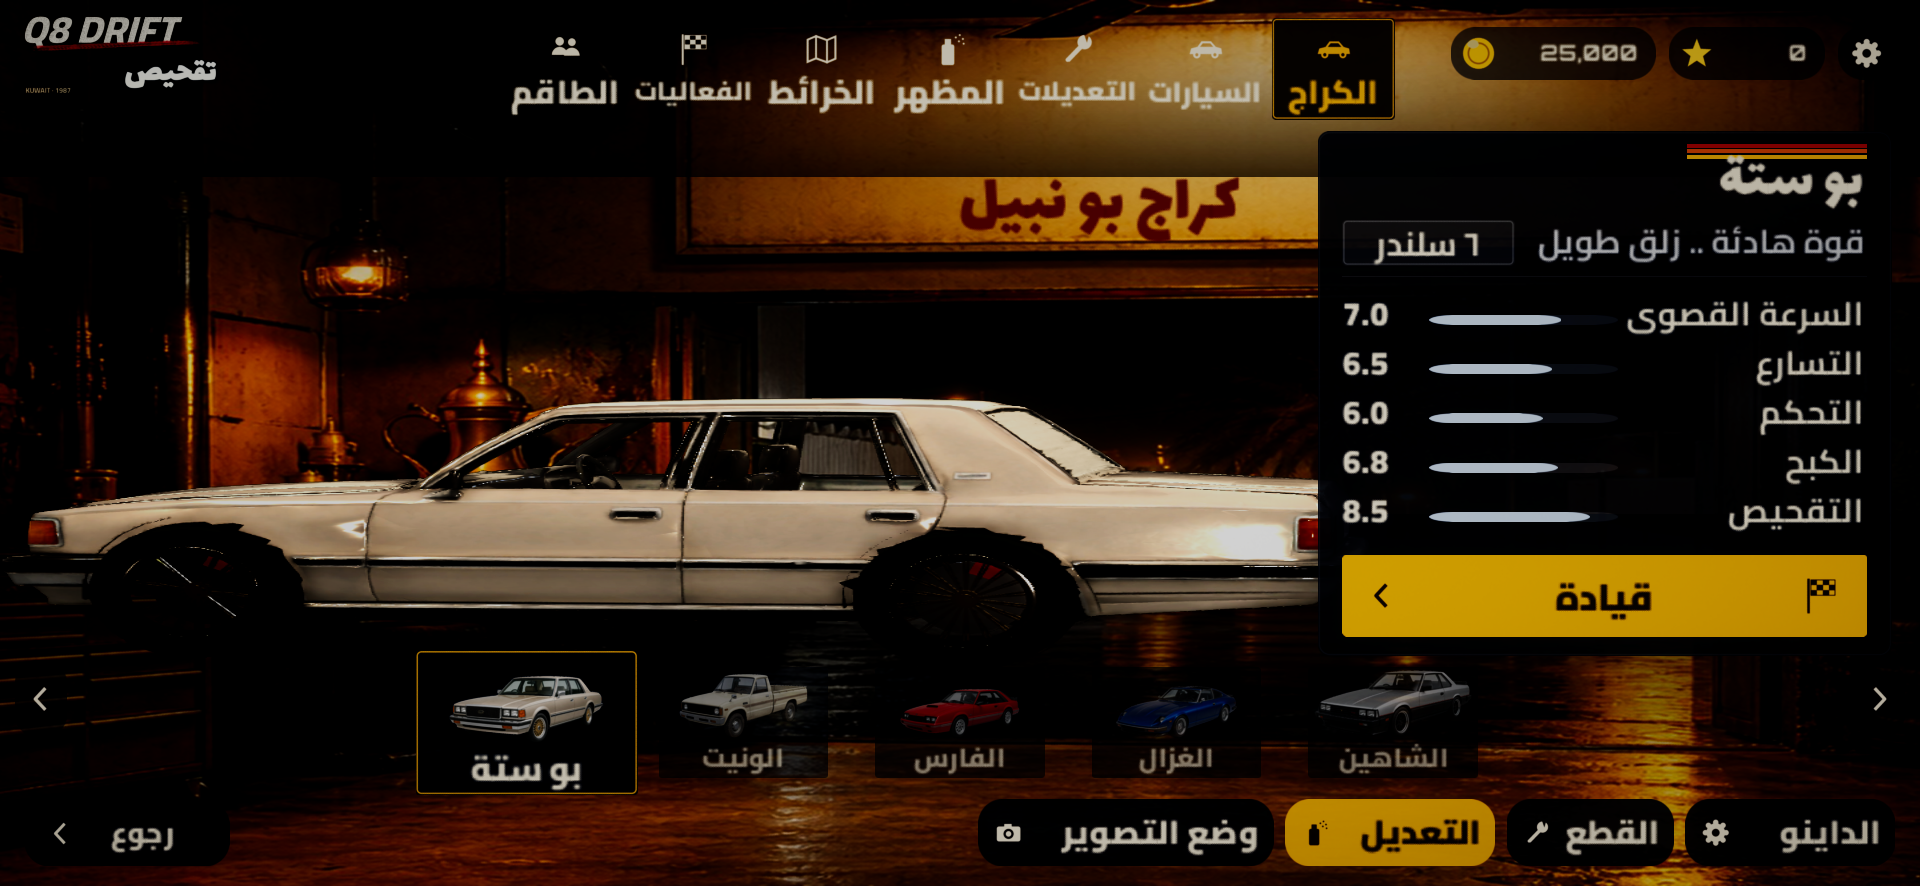 Q8 DRIFT
تقحيص
KUWAIT · 1987
0
25,000
الكراج
السيارات
التعديلات
المظهر
الخرائط
الفعاليات
الطاقم
كراج بو نبيل
بو ستة
قوة هادئة .. زلق طويل
٦ سلندر
السرعة القصوى 7.0
التسارع 6.5
التحكم 6.0
الكبح 6.8
التقحيص 8.5
قيادة
الشاهين
الغزال
الفارس
الونيت
بو ستة
الداينو
القطع
التعديل
وضع التصوير
رجوع